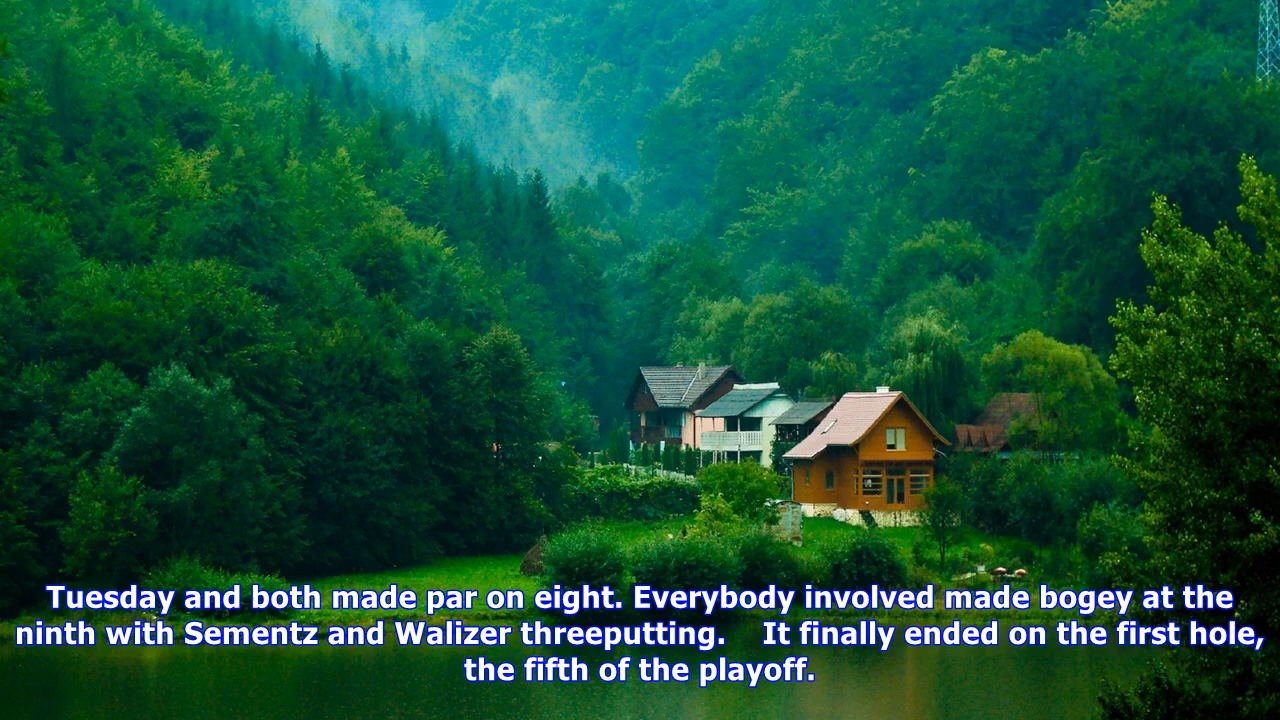 Tuesday and both made par on eight. Everybody involved made bogey at the
ninth with Sementz and Walizer threeputting.    It finally ended on the first hole,
the fifth of the playoff.